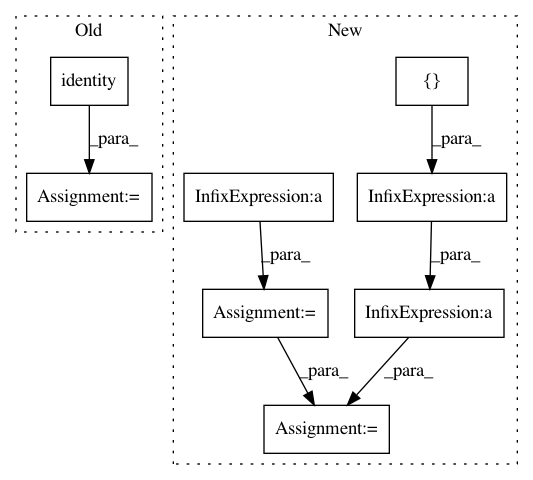 Old
New
identity
{}
_para_
_para_
Assignment:=
InfixExpression:a
InfixExpression:a
_para_
_para_
Assignment:=
InfixExpression:a
_para_
_para_
Assignment:=